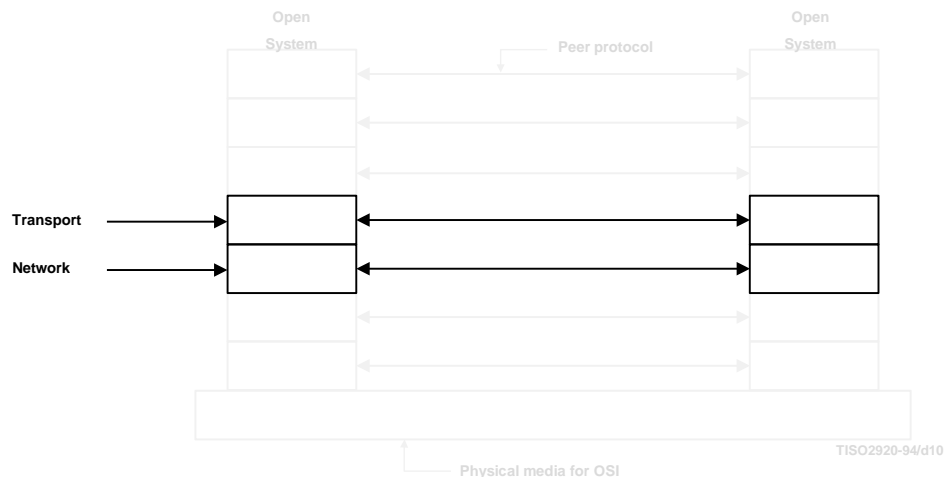 Open
System
Open
System
Peer protocol
Transport
Network
TISO2920-94/d10
Physical media for OSI